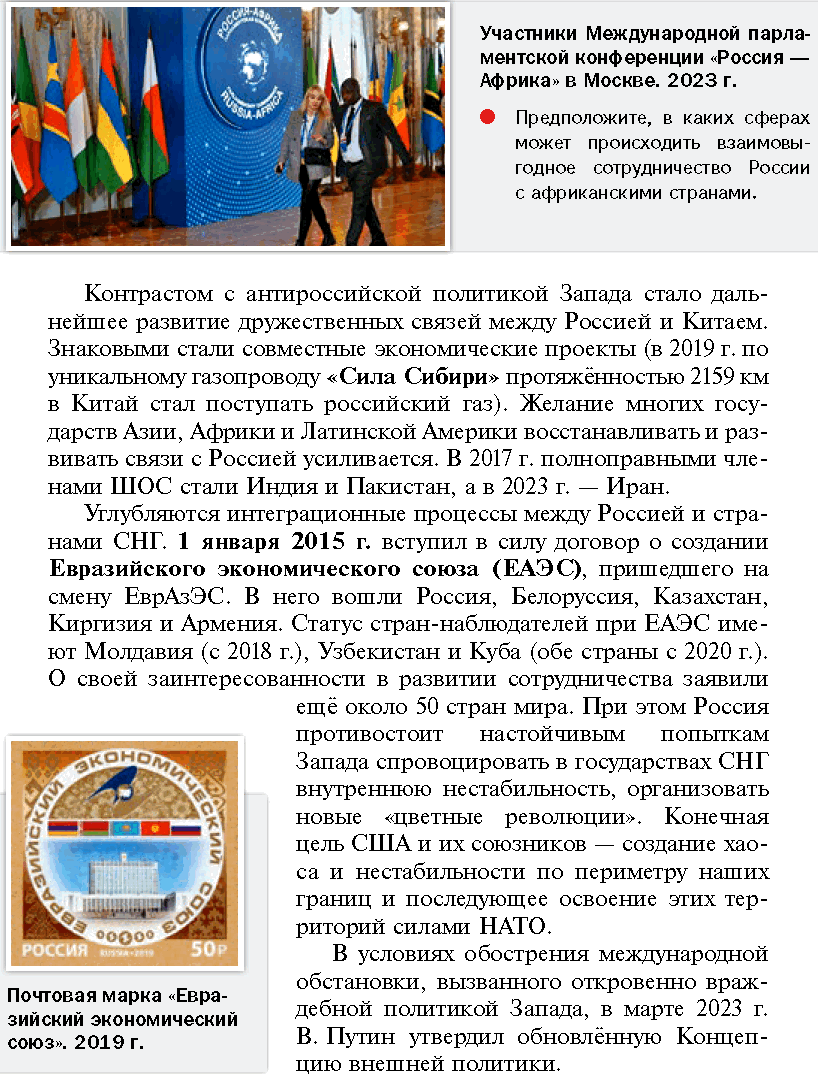 РОССИЯ-АФРИКА
RUSSIA-AFRICA
Участники Международной парла-
ментской конференции «Россия —
Африка» в Москве. 2023 г.
Предположите, в каких сферах
может происходить взаимовы-
годное сотрудничество России
с африканскими странами.
Контрастом с антироссийской политикой Запада стало даль-
нейшее развитие дружественных связей между Россией и Китаем.
Знаковыми стали совместные экономические проекты (в 2019 г. по
уникальному газопроводу «Сила Сибири» протяжённостью 2159 км
в Китай стал поступать российский газ). Желание многих госу-
дарств Азии, Африки и Латинской Америки восстанавливать и раз-
вивать связи с Россией усиливается. В 2017 г. полноправными чле-
нами ШОС стали Индия и Пакистан, а в 2023 г. — Иран.
Углубляются интеграционные процессы между Россией и стра-
нами СНГ. 1 января 2015 г. вступил в силу договор о создании
Евразийского экономического союза (ЕАЭС), пришедшего на
смену ЕврАзЭС. В него вошли Россия, Белоруссия, Казахстан,
Киргизия и Армения. Статус стран-наблюдателей при ЕАЭС име-
ют Молдавия (с 2018 г.), Узбекистан и Куба (обе страны с 2020 г.).
О своей заинтересованности в развитии сотрудничества заявили
ещё около 50 стран мира. При этом Россия
противостоит настойчивым попыткам
Запада спровоцировать в государствах СНГ
внутреннюю нестабильность, организовать
новые «цветные революции». Конечная
цель США и их союзников — создание хао-
са и нестабильности по периметру наших
границ и последующее освоение этих тер-
риторий силами НАТО.
В условиях обострения международной
обстановки, вызванного откровенно враж-
дебной политикой Запада, в марте 2023 г.
В. Путин утвердил обновлённую Концеп-
цию внешней политики.
ЕВРАЗИЙСКИЙ ЭКОНОМИЧЕСКИЙ СОЮЗ
РОССИЯ RUSSIA•2019 50₽
Почтовая марка «Евра-
зийский экономический
союз». 2019 г.